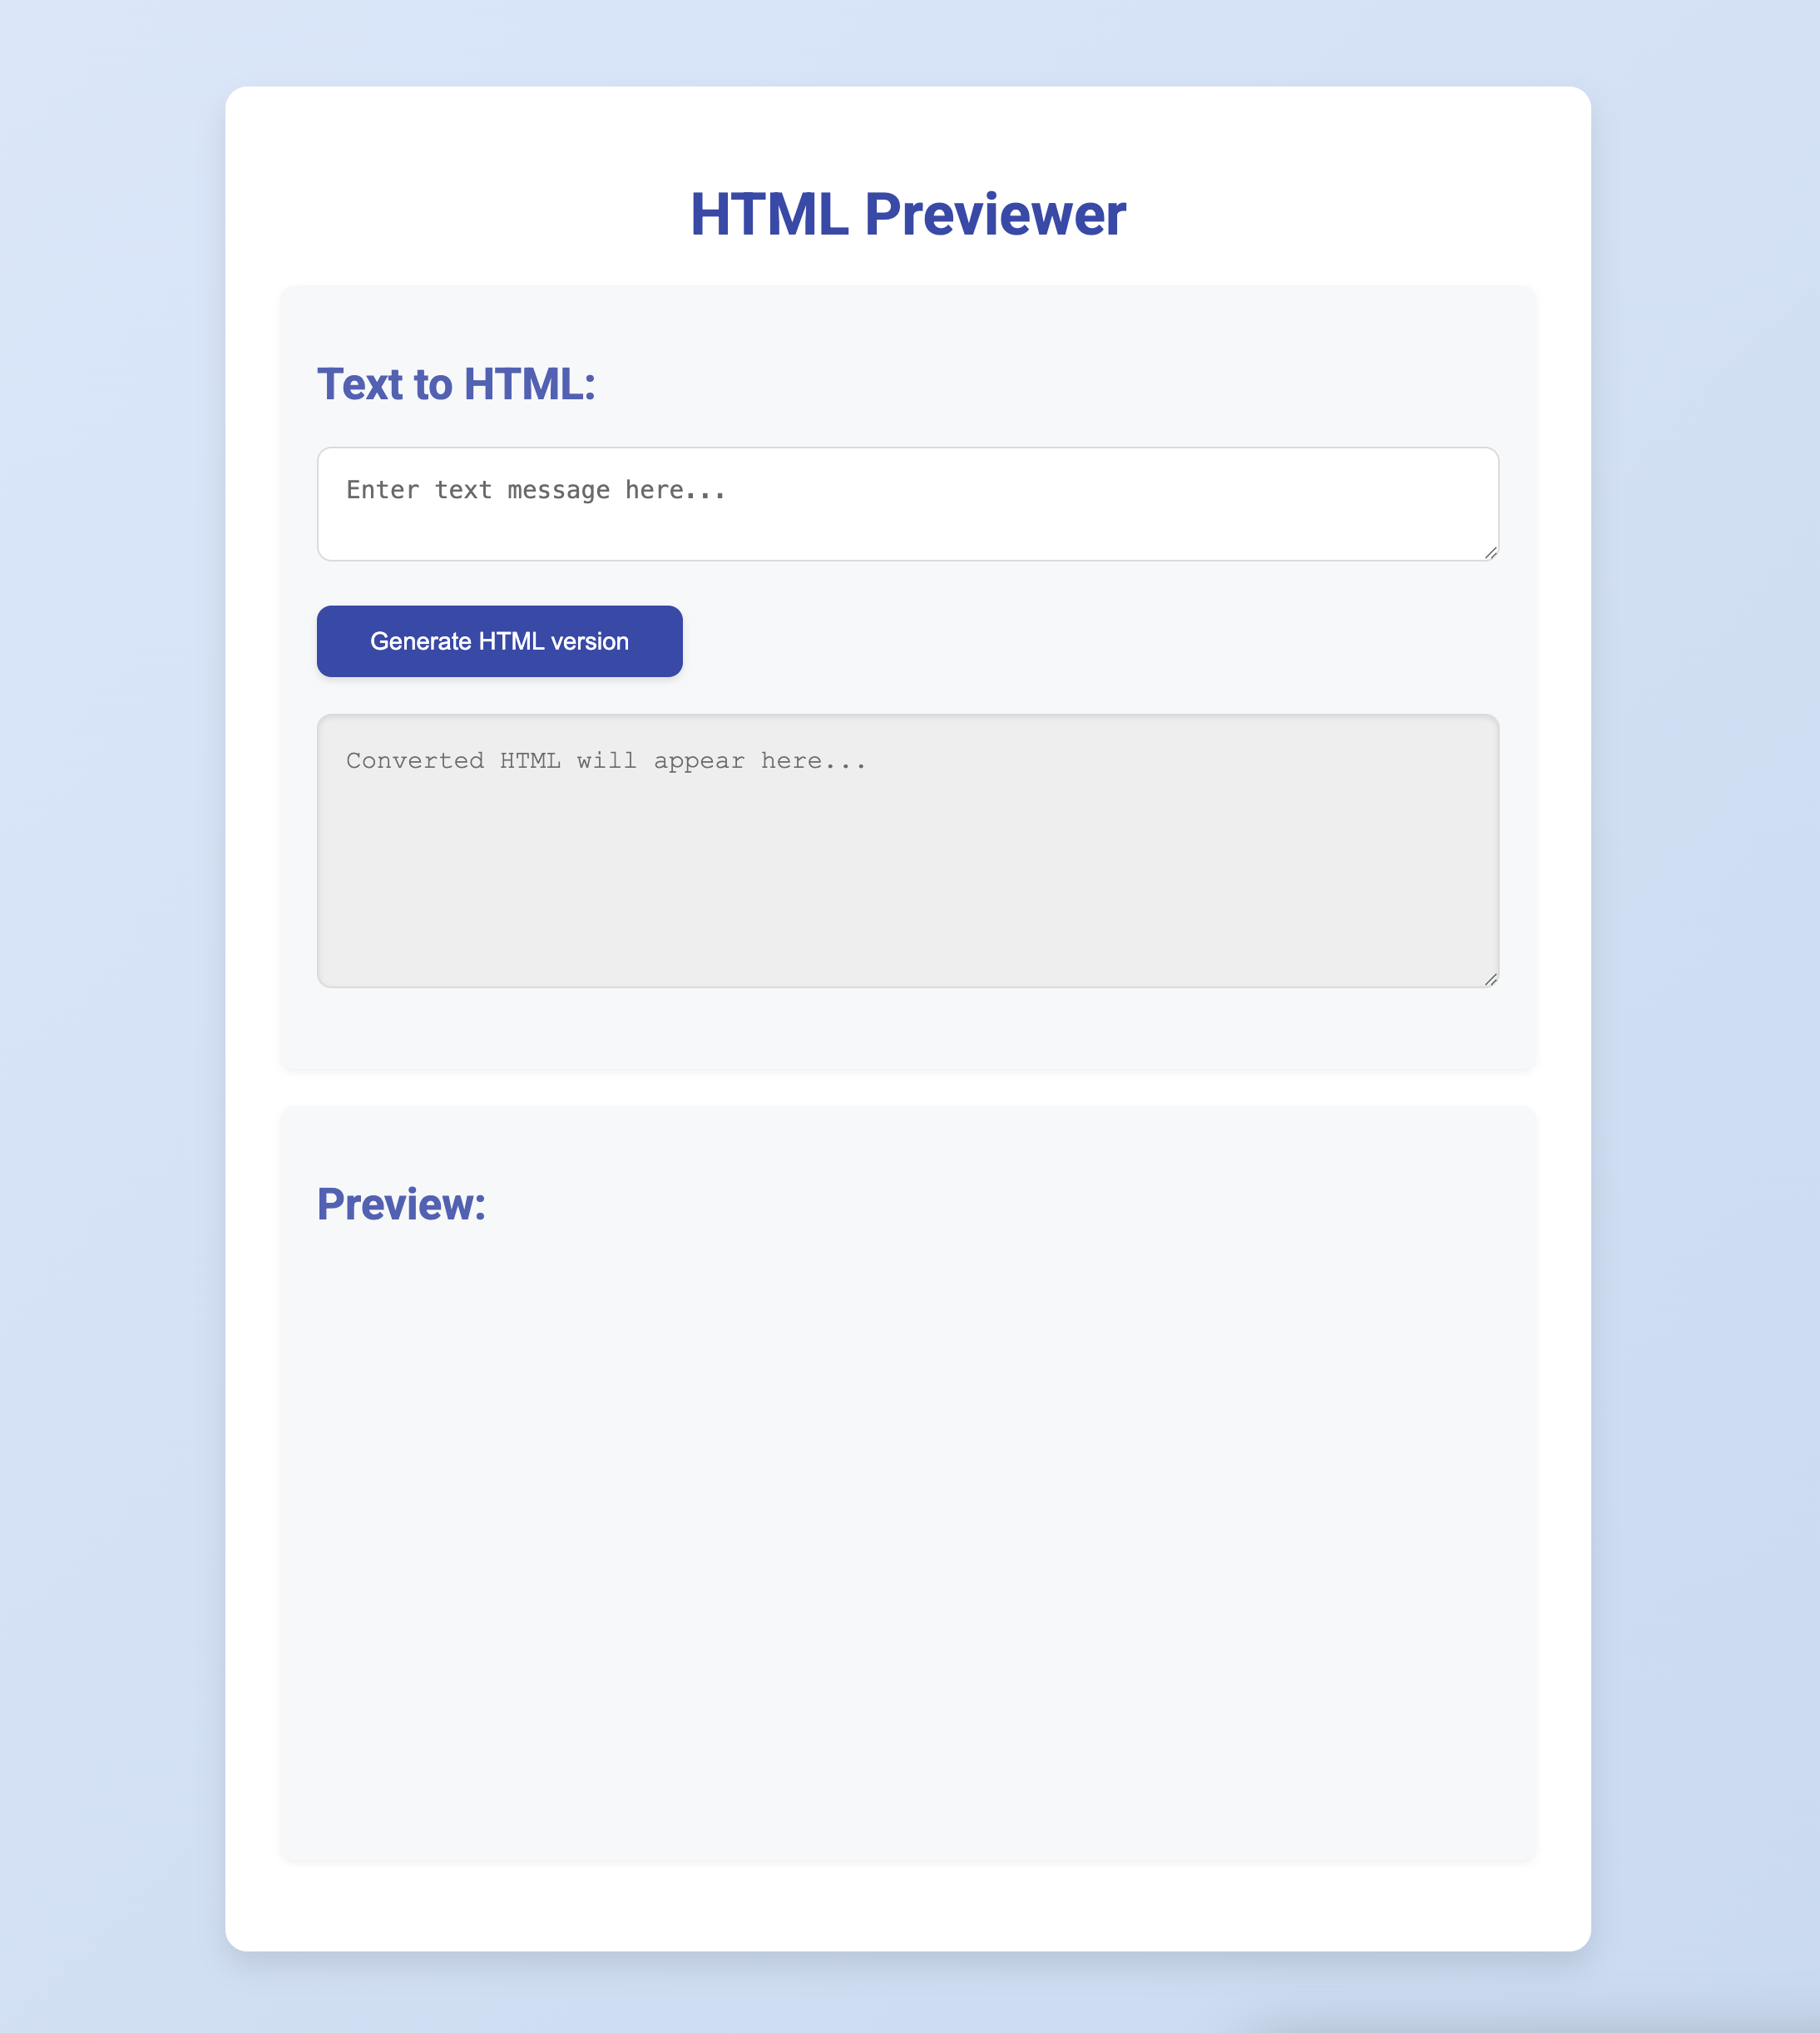 HTML Previewer
Text to HTML:
Enter text message here...
Generate HTML version
Converted HTML will appear here...
Preview: